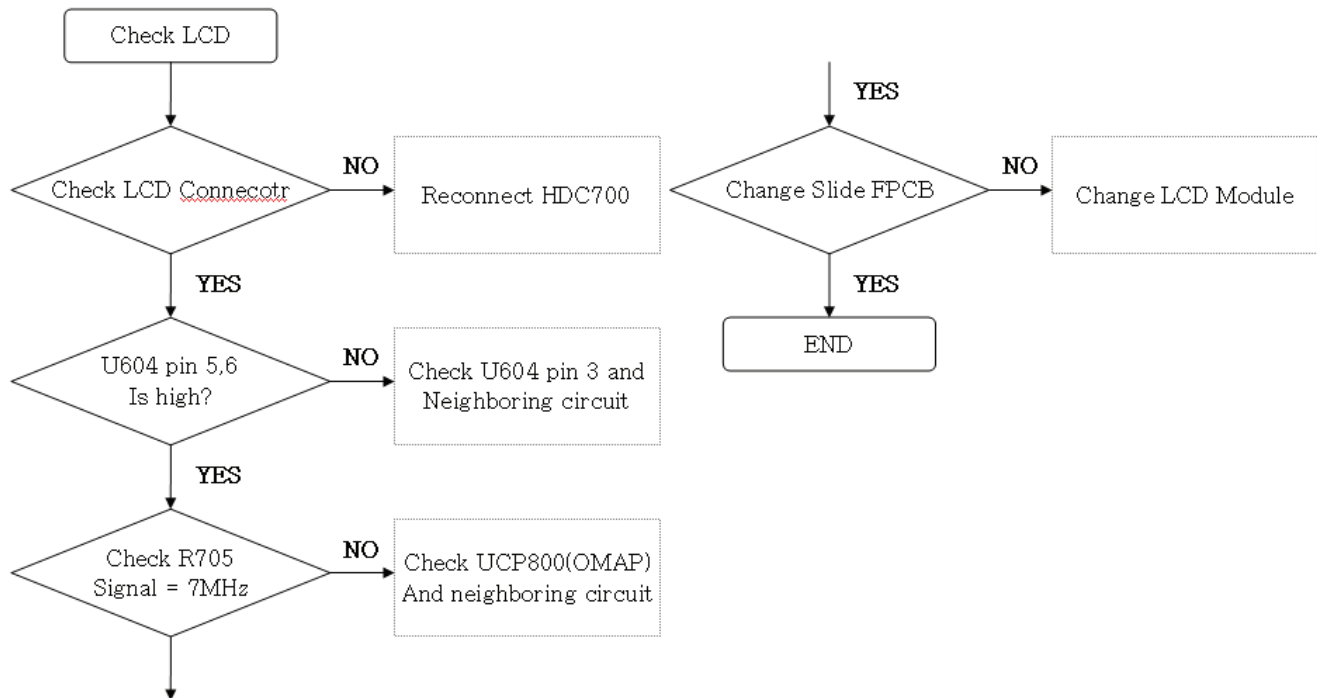 Check LCD
Check LCD Connecotr
NO
Reconnect HDC700
YES
U604 pin 5,6
Is high?
NO
Check U604 pin 3 and
Neighboring circuit
YES
Check R705
Signal = 7MHz
NO
Check UCP800(OMAP)
And neighboring circuit
YES
Change Slide FPCB
NO
Change LCD Module
YES
END